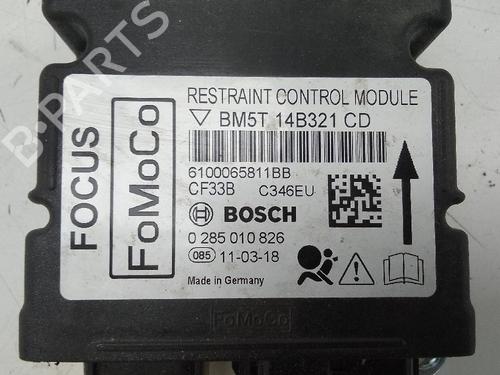 RESTRAINT CONTROL MODULE
BM5T 14B321 CD
6100065811BB
CF33B C346EU
BOSCH
0 285 010 826
085 11-03-18
Made in Germany
FOCUS
FoMoCo
FoMoCo
B-PARTS